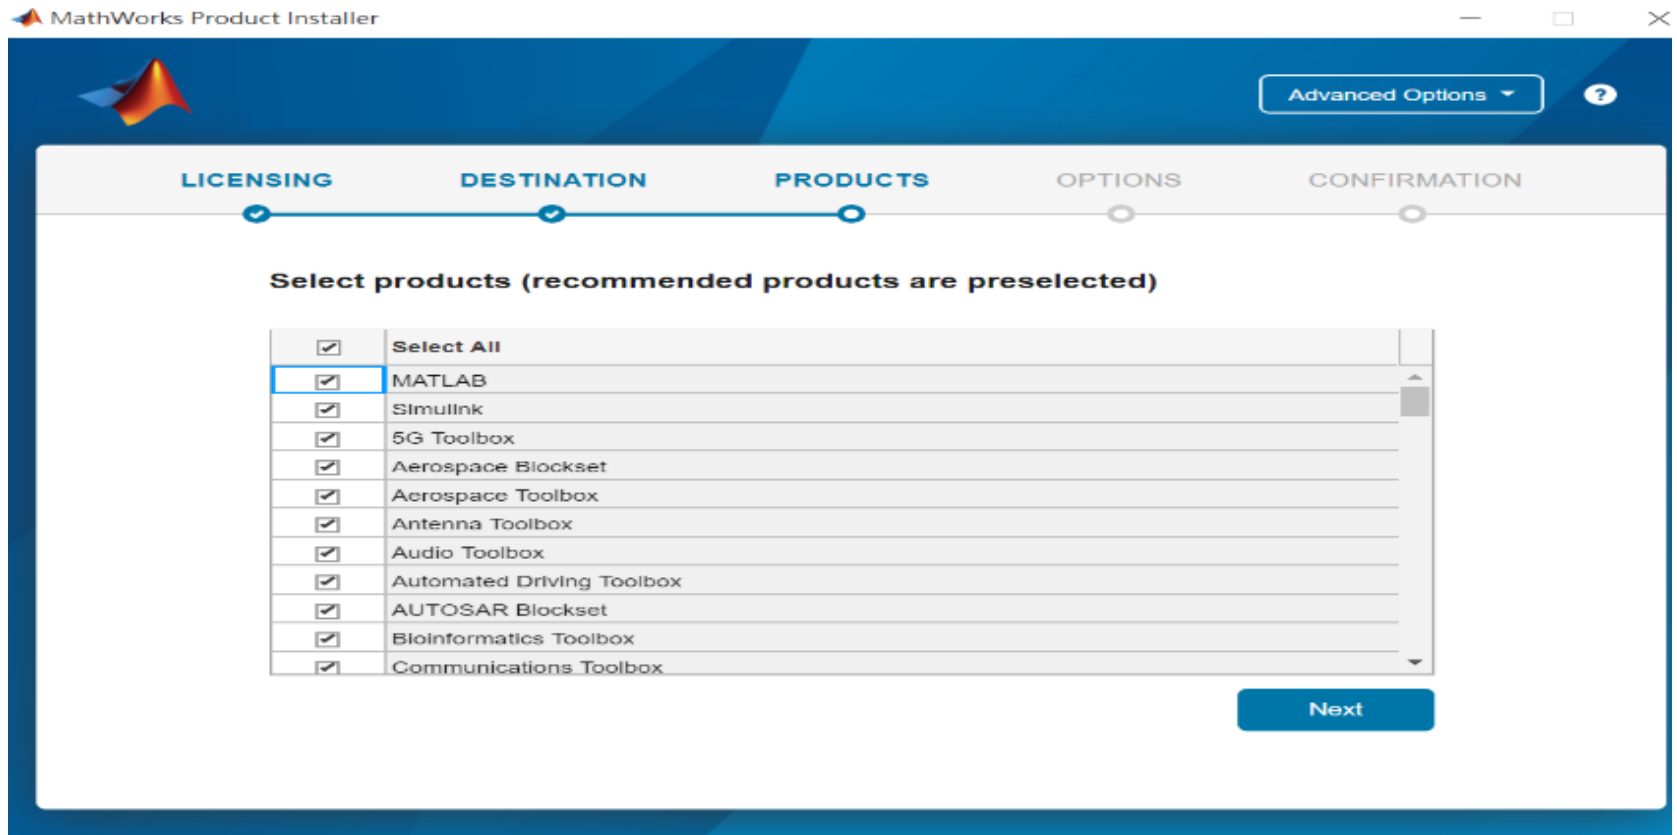 MathWorks Product Installer
Advanced Options
?
LICENSING
DESTINATION
PRODUCTS
OPTIONS
CONFIRMATION
Select products (recommended products are preselected)
Select All
MATLAB
Simulink
5G Toolbox
Aerospace Blockset
Aerospace Toolbox
Antenna Toolbox
Audio Toolbox
Automated Driving Toolbox
AUTOSAR Blockset
Bioinformatics Toolbox
Communications Toolbox
Next